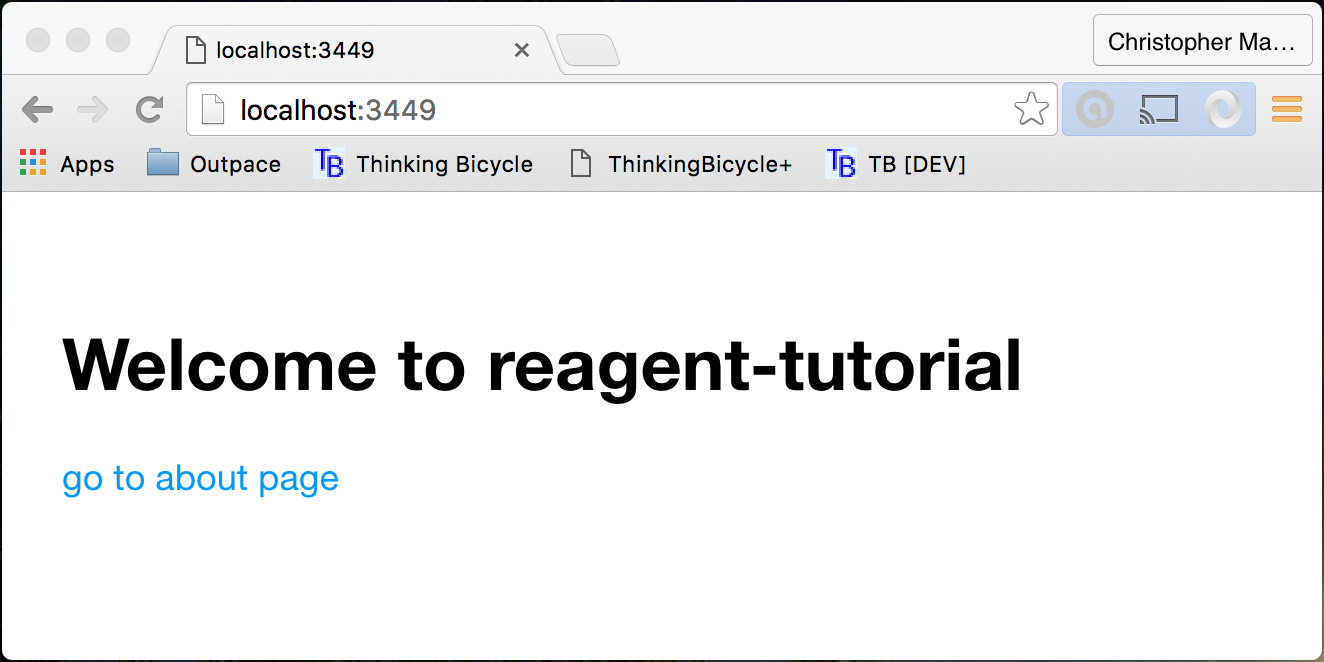 localhost:3449
Christopher Ma...
localhost:3449
Apps Outpace TB Thinking Bicycle ThinkingBicycle+ TB TB [DEV]
Welcome to reagent-tutorial
go to about page